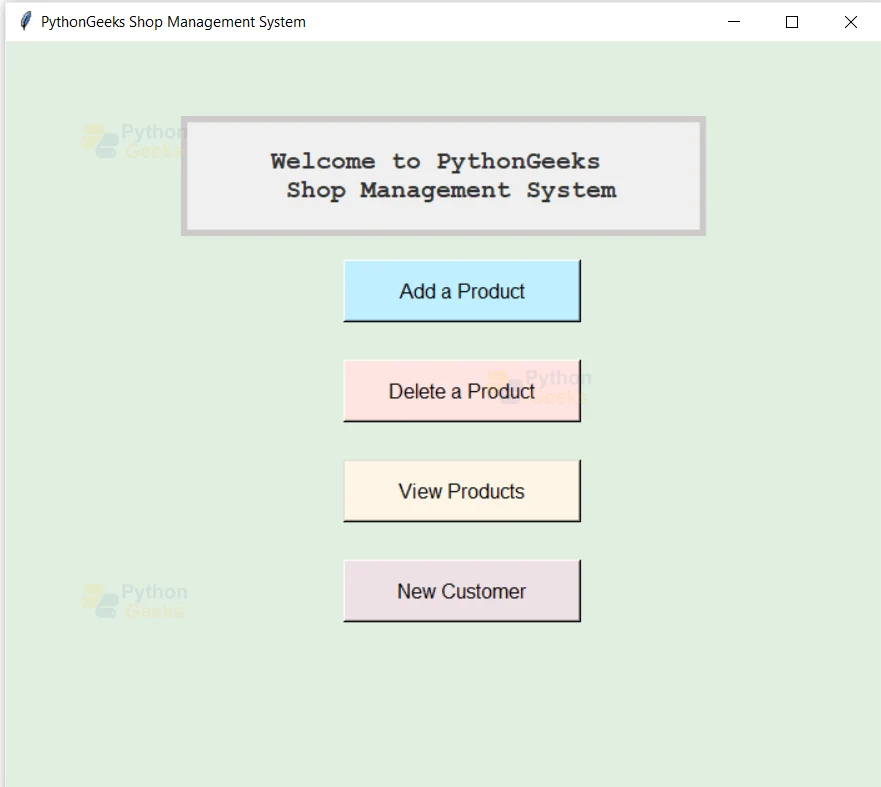 PythonGeeks Shop Management System
Python
Geeks
Welcome to PythonGeeks
Shop Management System
Add a Product
Delete a Product
Python
Geeks
View Products
New Customer
Python
Geeks